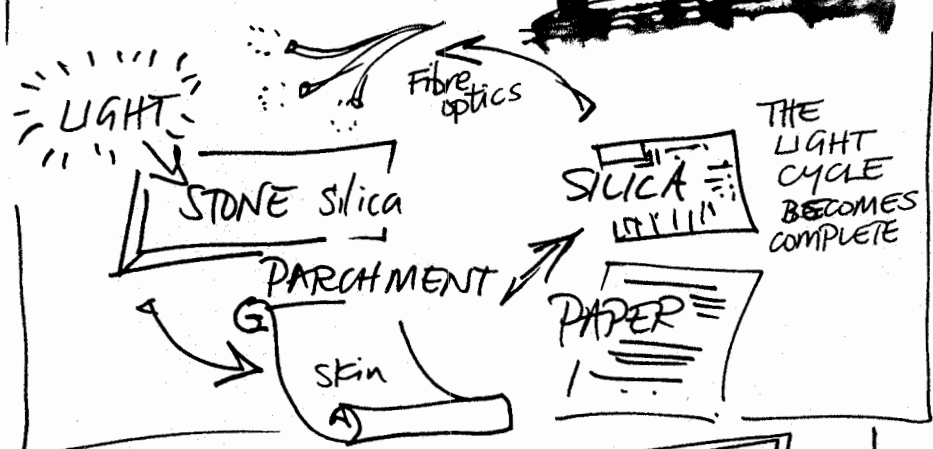 LIGHT
Fibre
optics
STONE Silica
SILICA
THE
LIGHT
CYCLE
BECOMES
COMPLETE
PARCHMENT
PAPER
skin